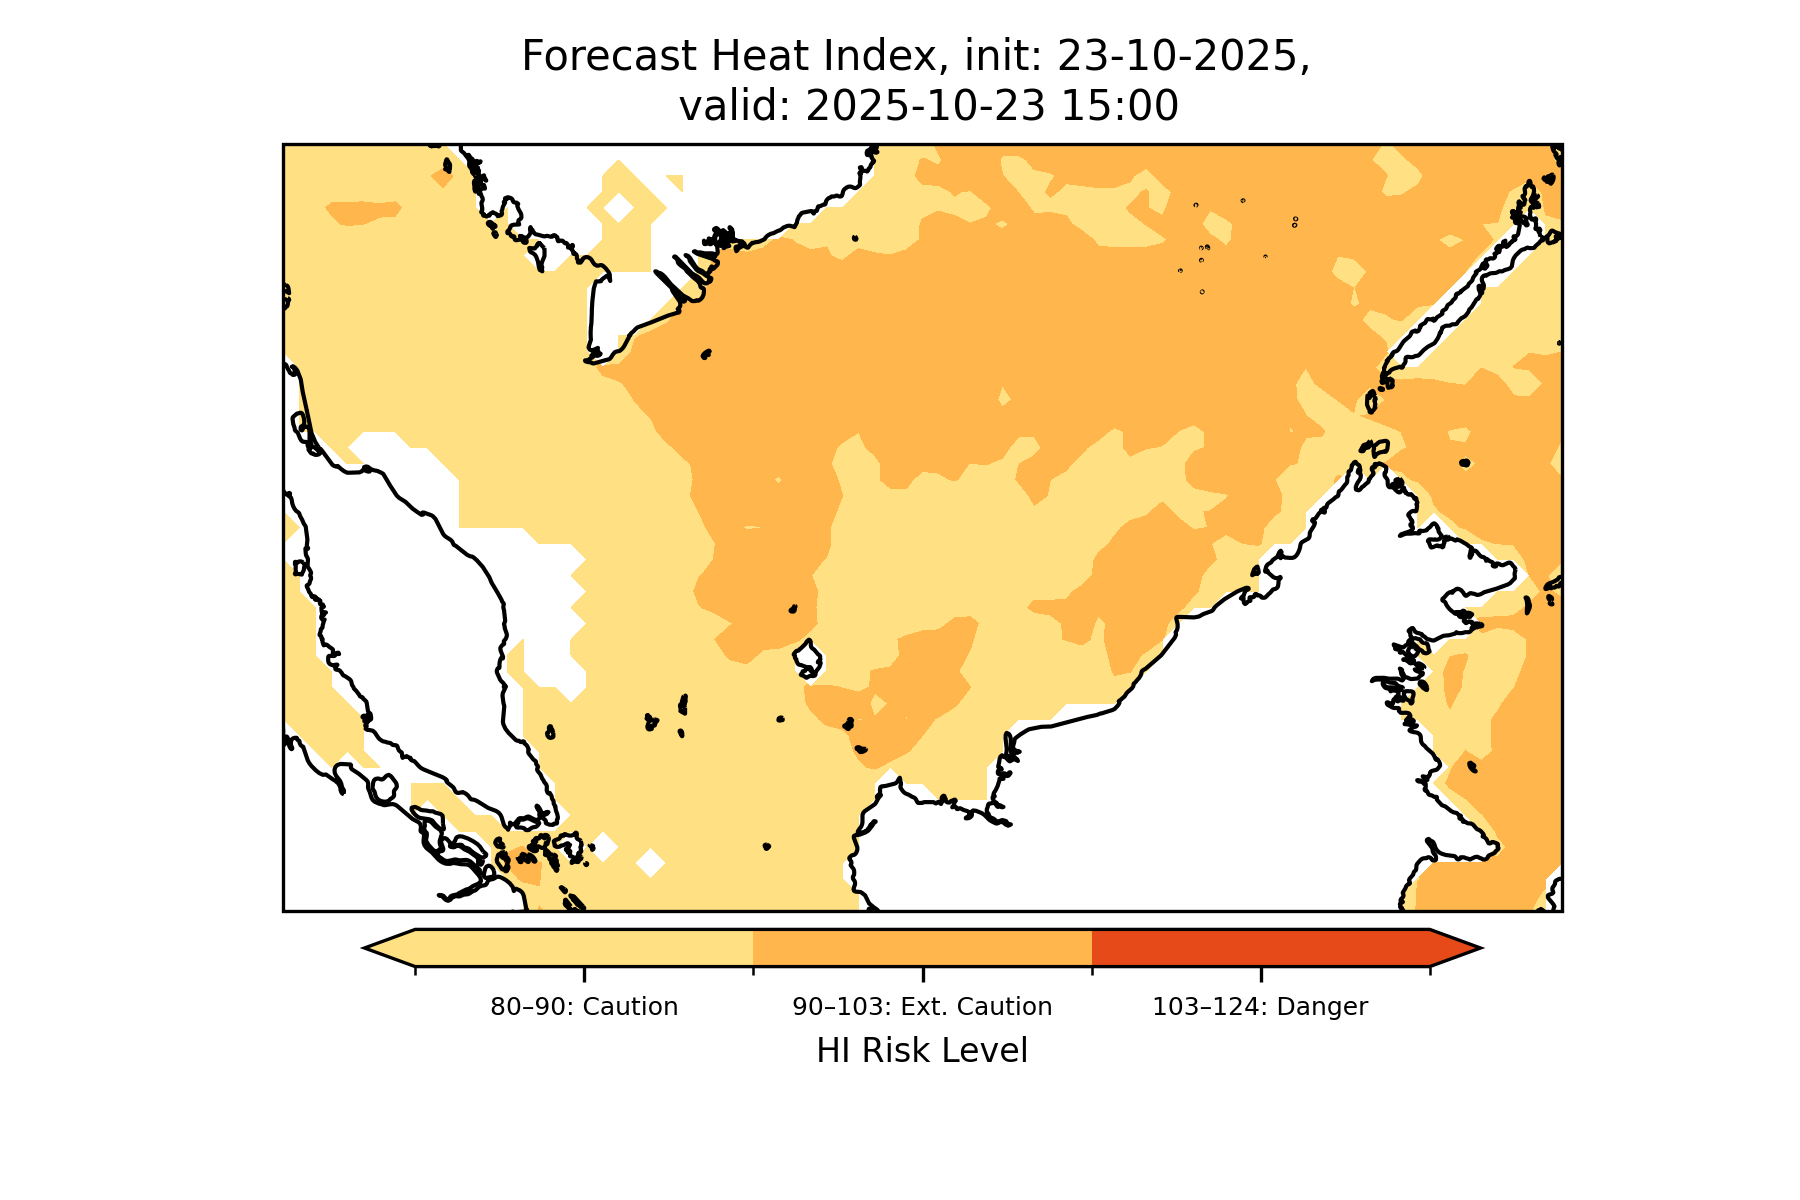 Forecast Heat Index, init: 23-10-2025,
valid: 2025-10-23 15:00
80–90: Caution
90–103: Ext. Caution
103–124: Danger
HI Risk Level